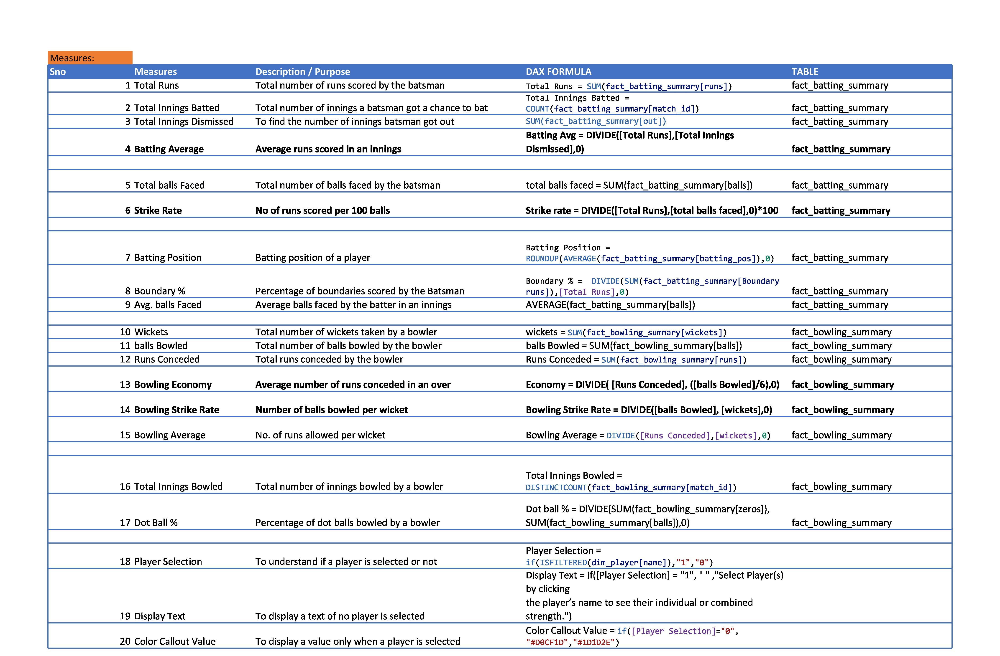 Measures:
Sno Measures Description / Purpose DAX FORMULA TABLE
1 Total Runs Total number of runs scored by the batsman Total Runs = SUM(fact_batting_summary[runs]) fact_batting_summary
Total Innings Batted =
2 Total Innings Batted Total number of innings a batsman got a chance to bat COUNT(fact_batting_summary[match_id]) fact_batting_summary
3 Total Innings Dismissed To find the number of innings batsman got out SUM(fact_batting_summary[out]) fact_batting_summary
Batting Avg = DIVIDE([Total Runs],[Total Innings
4 Batting Average Average runs scored in an innings Dismissed],0) fact_batting_summary
5 Total balls Faced Total number of balls faced by the batsman total balls faced = SUM(fact_batting_summary[balls]) fact_batting_summary
6 Strike Rate No of runs scored per 100 balls Strike rate = DIVIDE([Total Runs],[total balls faced],0)*100 fact_batting_summary
Batting Position =
7 Batting Position Batting position of a player ROUNDUP(AVERAGE(fact_batting_summary[batting_pos]),0) fact_batting_summary
Boundary % = DIVIDE(SUM(fact_batting_summary[Boundary
8 Boundary % Percentage of boundaries scored by the Batsman runs]),[Total Runs],0) fact_batting_summary
9 Avg. balls Faced Average balls faced by the batter in an innings AVERAGE(fact_batting_summary[balls]) fact_batting_summary
10 Wickets Total number of wickets taken by a bowler wickets = SUM(fact_bowling_summary[wickets]) fact_bowling_summary
11 balls Bowled Total number of balls bowled by the bowler balls Bowled = SUM(fact_bowling_summary[balls]) fact_bowling_summary
12 Runs Conceded Total runs conceded by the bowler Runs Conceded = SUM(fact_bowling_summary[runs]) fact_bowling_summary
13 Bowling Economy Average number of runs conceded in an over Economy = DIVIDE( [Runs Conceded], ([balls Bowled]/6),0) fact_bowling_summary
14 Bowling Strike Rate Number of balls bowled per wicket Bowling Strike Rate = DIVIDE([balls Bowled], [wickets],0) fact_bowling_summary
15 Bowling Average No. of runs allowed per wicket Bowling Average = DIVIDE([Runs Conceded],[wickets],0) fact_bowling_summary
Total Innings Bowled =
16 Total Innings Bowled Total number of innings bowled by a bowler DISTINCTCOUNT(fact_bowling_summary[match_id]) fact_bowling_summary
Dot ball % = DIVIDE(SUM(fact_bowling_summary[zeros]),
17 Dot Ball % Percentage of dot balls bowled by a bowler SUM(fact_bowling_summary[balls]),0) fact_bowling_summary
Player Selection =
18 Player Selection To understand if a player is selected or not if(ISFILTERED(dim_player[name]),"1","0")
Display Text = if([Player Selection] = "1", " " ,"Select Player(s)
by clicking
the player’s name to see their individual or combined
19 Display Text To display a text of no player is selected strength.")
Color Callout Value = if([Player Selection]="0",
20 Color Callout Value To display a value only when a player is selected "#D0CF1D","#1D1D2E")